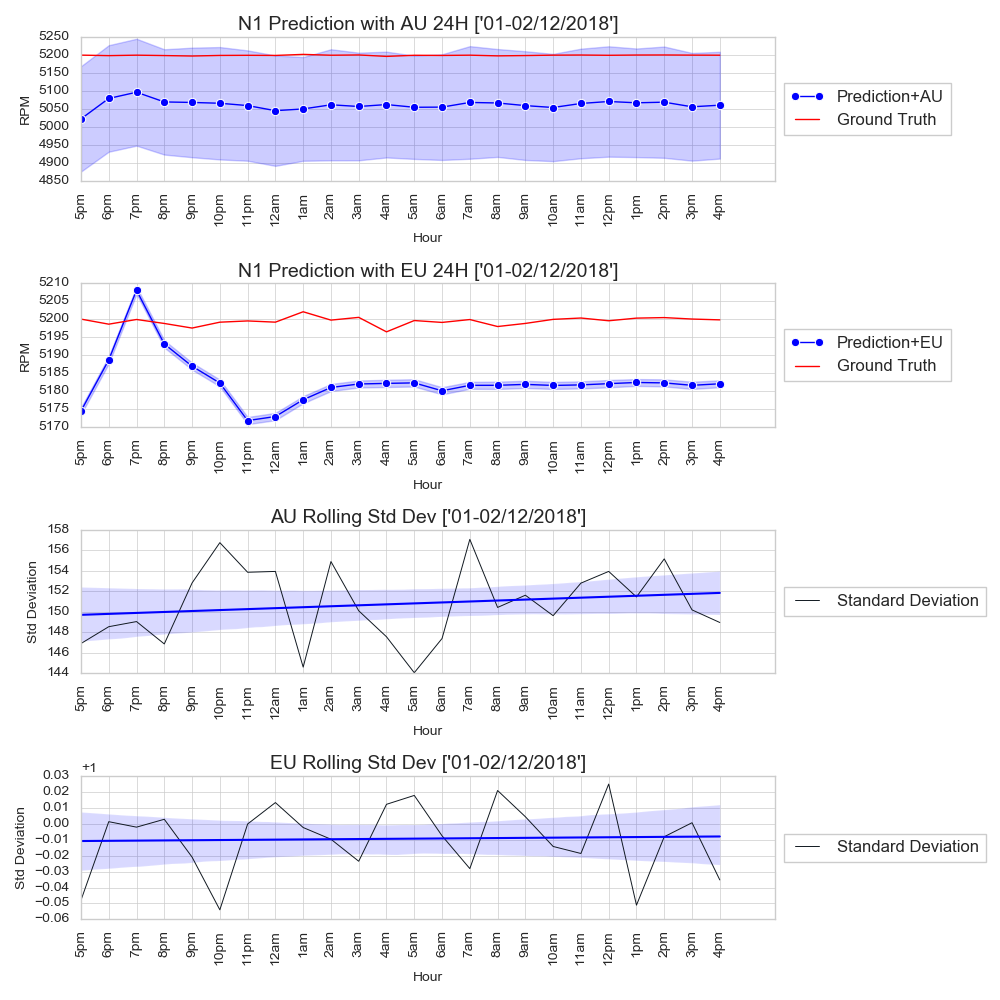 N1 Prediction with AU 24H ['01-02/12/2018']
5250
5200
5150
5100
5050
5000
4950
4900
4850
RPM
5pm 6pm 7pm 8pm 9pm 10pm 11pm 12am 1am 2am 3am 4am 5am 6am 7am 8am 9am 10am 11am 12pm 1pm 2pm 3pm 4pm
Hour
Prediction+AU
Ground Truth
N1 Prediction with EU 24H ['01-02/12/2018']
5210
5205
5200
5195
5190
5185
5180
5175
5170
RPM
5pm 6pm 7pm 8pm 9pm 10pm 11pm 12am 1am 2am 3am 4am 5am 6am 7am 8am 9am 10am 11am 12pm 1pm 2pm 3pm 4pm
Hour
Prediction+EU
Ground Truth
AU Rolling Std Dev ['01-02/12/2018']
158
156
154
152
150
148
146
144
Std Deviation
5pm 6pm 7pm 8pm 9pm 10pm 11pm 12am 1am 2am 3am 4am 5am 6am 7am 8am 9am 10am 11am 12pm 1pm 2pm 3pm 4pm
Hour
Standard Deviation
EU Rolling Std Dev ['01-02/12/2018']
+1
0.03
0.02
0.01
0.00
−0.01
−0.02
−0.03
−0.04
−0.05
−0.06
Std Deviation
5pm 6pm 7pm 8pm 9pm 10pm 11pm 12am 1am 2am 3am 4am 5am 6am 7am 8am 9am 10am 11am 12pm 1pm 2pm 3pm 4pm
Hour
Standard Deviation